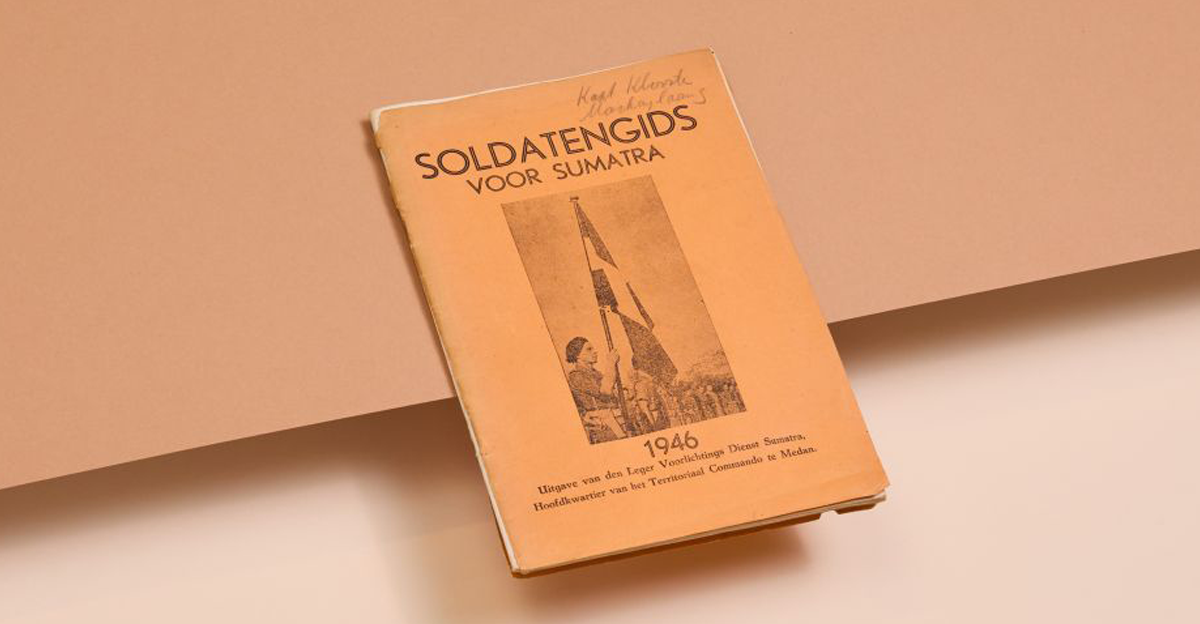 SOLDATENGIDS
VOOR SUMATRA
1946
Uitgave van den Leger Voorlichtings Dienst Sumatra,
Hoofdkwartier van het Territoriaal Commando te Medan.